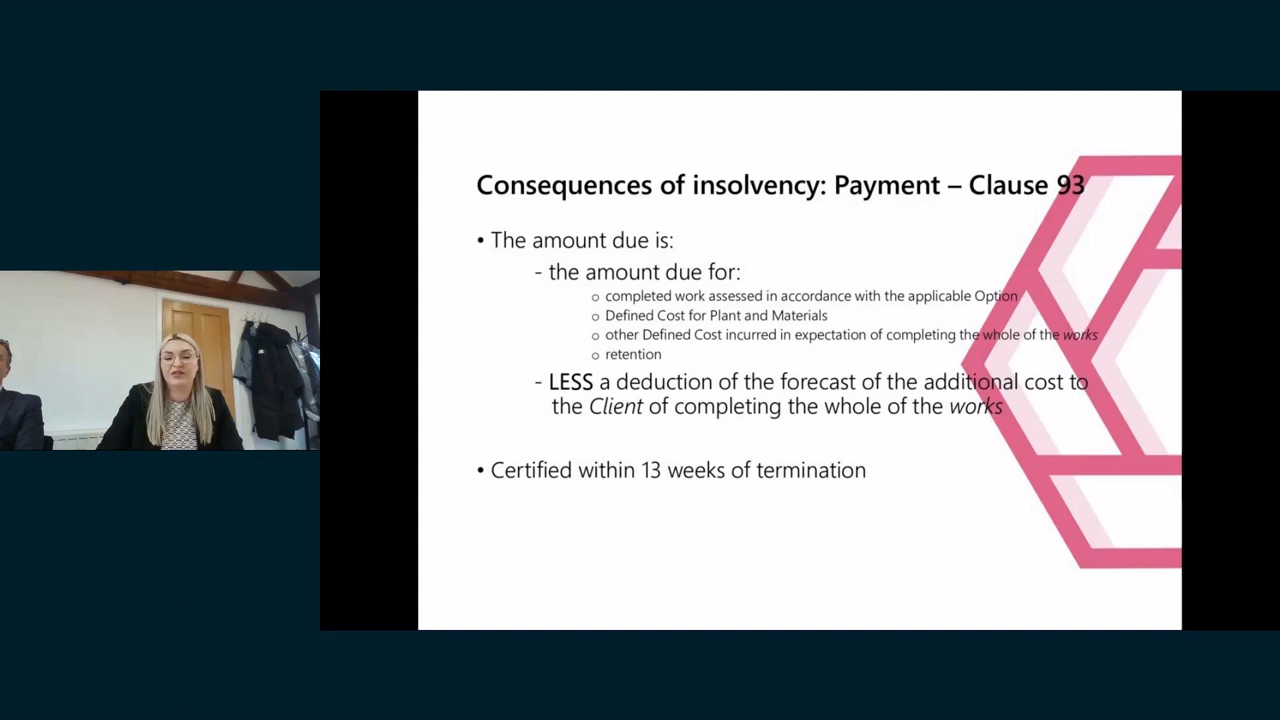 Consequences of insolvency: Payment – Clause 93
• The amount due is:
- the amount due for:
o completed work assessed in accordance with the applicable Option
o Defined Cost for Plant and Materials
o other Defined Cost incurred in expectation of completing the whole of the works
o retention
- LESS a deduction of the forecast of the additional cost to
the Client of completing the whole of the works
• Certified within 13 weeks of termination